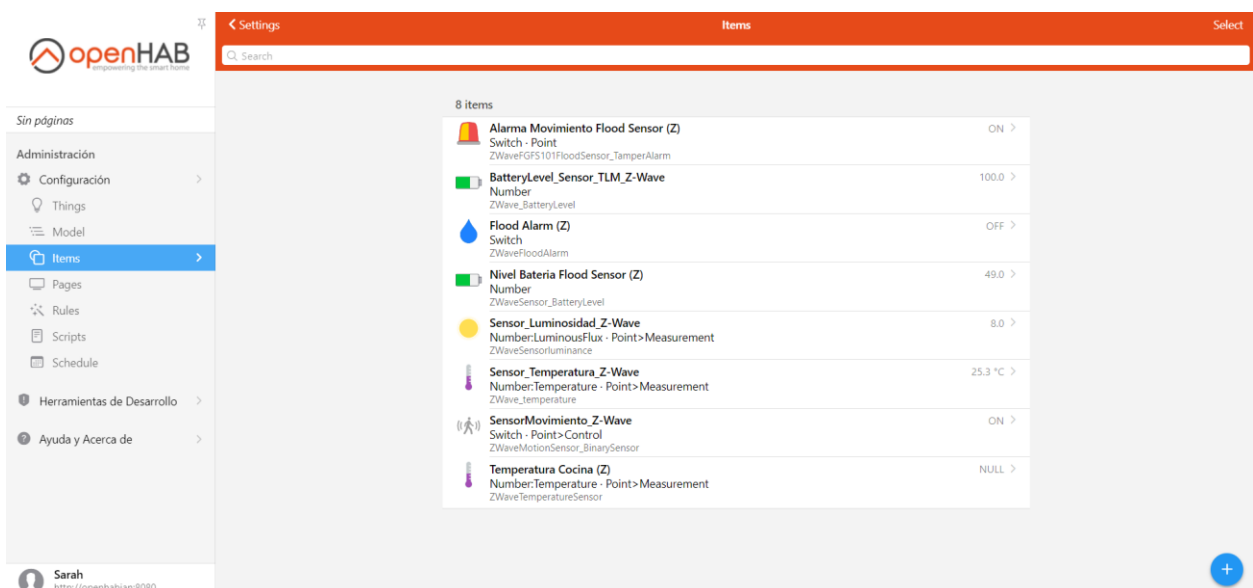 openHAB
empowering the smart home
Sin páginas
Administración
Configuración
Things
Model
Items
Pages
Rules
Scripts
Schedule
Herramientas de Desarrollo
Ayuda y Acerca de
Sarah
http://openhabian:8080
Settings
Items
Select
Search
8 items
Alarma Movimiento Flood Sensor (Z)
ON
Switch · Point
ZWaveFGFS101FloodSensor_TamperAlarm
BatteryLevel_Sensor_TLM_Z-Wave
100.0
Number
ZWave_BatteryLevel
Flood Alarm (Z)
OFF
Switch
ZWaveFloodAlarm
Nivel Bateria Flood Sensor (Z)
49.0
Number
ZWaveSensor_BatteryLevel
Sensor_Luminosidad_Z-Wave
8.0
Number:LuminousFlux · Point>Measurement
ZWaveSensorluminance
Sensor_Temperatura_Z-Wave
25.3 °C
Number:Temperature · Point>Measurement
ZWave_temperature
SensorMovimiento_Z-Wave
ON
Switch · Point>Control
ZWaveMotionSensor_BinarySensor
Temperatura Cocina (Z)
NULL
Number:Temperature · Point>Measurement
ZWaveTemperatureSensor